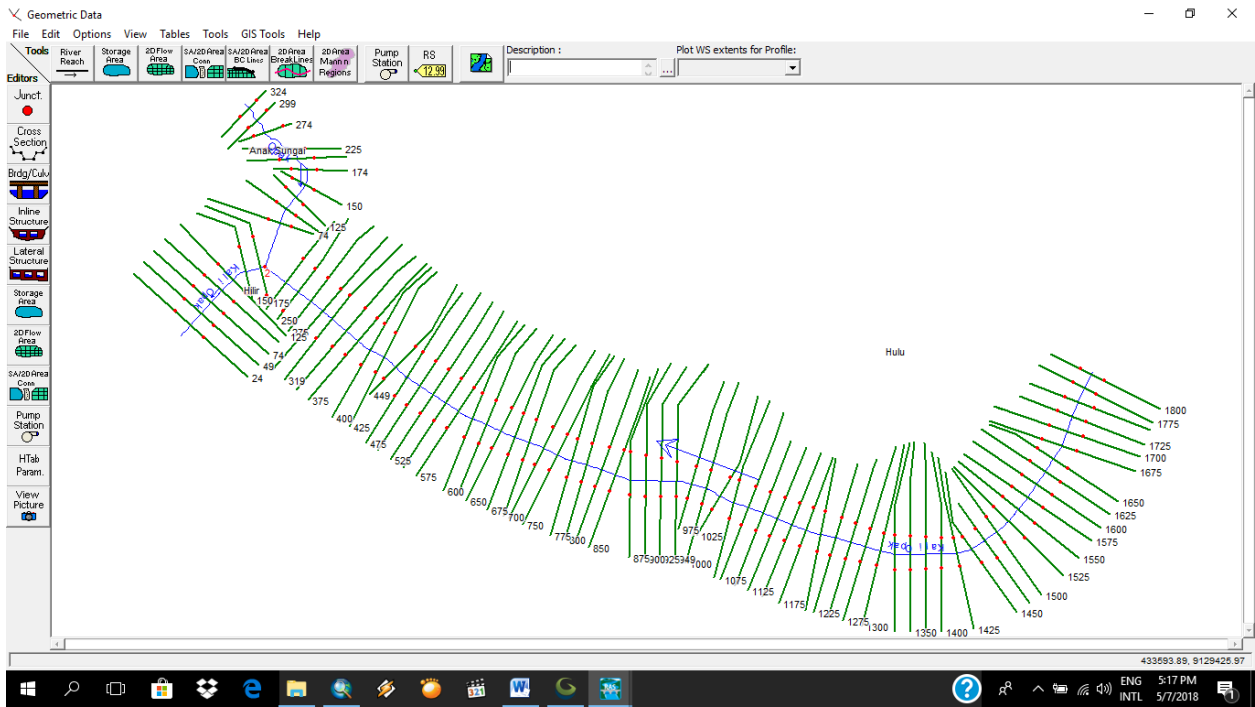 Geometric Data
File Edit Options View Tables Tools GIS Tools Help
Tools
Editors
River Reach
Storage Area
2D Flow Area
SA/2D Area Conn
SA/2D Area BC Lines
2D Area BreakLines
2D Area Mann n Regions
Pump Station
RS
12.99
Description :
...
Plot WS extents for Profile:
Junct.
Cross Section
Brdg/Culv
Inline Structure
Lateral Structure
Storage Area
2D Flow Area
SA/2D Area Conn
Pump Station
HTab Param.
View Picture
324
299
274
Anak Sungai
225
174
150
125
74
Kali Opak
2
Hilir
150
175
250
275
125
74
49
24
319
375
400
425
449
475
525
575
600
650
675
700
750
775
800
850
875
900
925
949
1000
975
1025
1075
1125
1175
1225
1275
1300
1350
1400
1425
1450
1500
1525
1550
1575
1600
1625
1650
1675
1700
1725
1775
1800
Hulu
Kali Opak
433593.89, 9129425.97
321
ENG
INTL
5:17 PM
5/7/2018
1